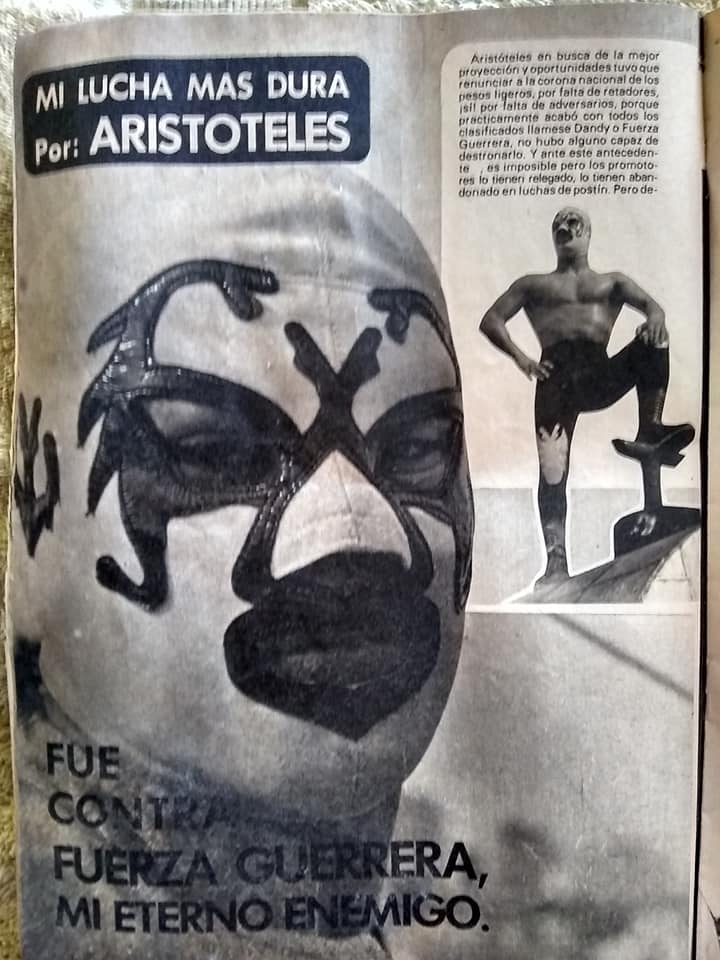 MI LUCHA MAS DURA
Por: ARISTOTELES
Aristóteles en busca de la mejor
proyección y oportunidades tuvo que
renunciar a la corona nacional de los
pesos ligeros, por falta de retadores,
¡sí! por falta de adversarios, porque
practicamente acabó con todos los
clasificados llamese Dandy o Fuerza
Guerrera, no hubo alguno capaz de
destronarlo. Y ante este anteceden-
te , es imposible pero los promoto-
res lo tienen relegado, lo tienen aban-
donado en luchas de postín. Pero de-
FUE
CONTRA
FUERZA GUERRERA,
MI ETERNO ENEMIGO.